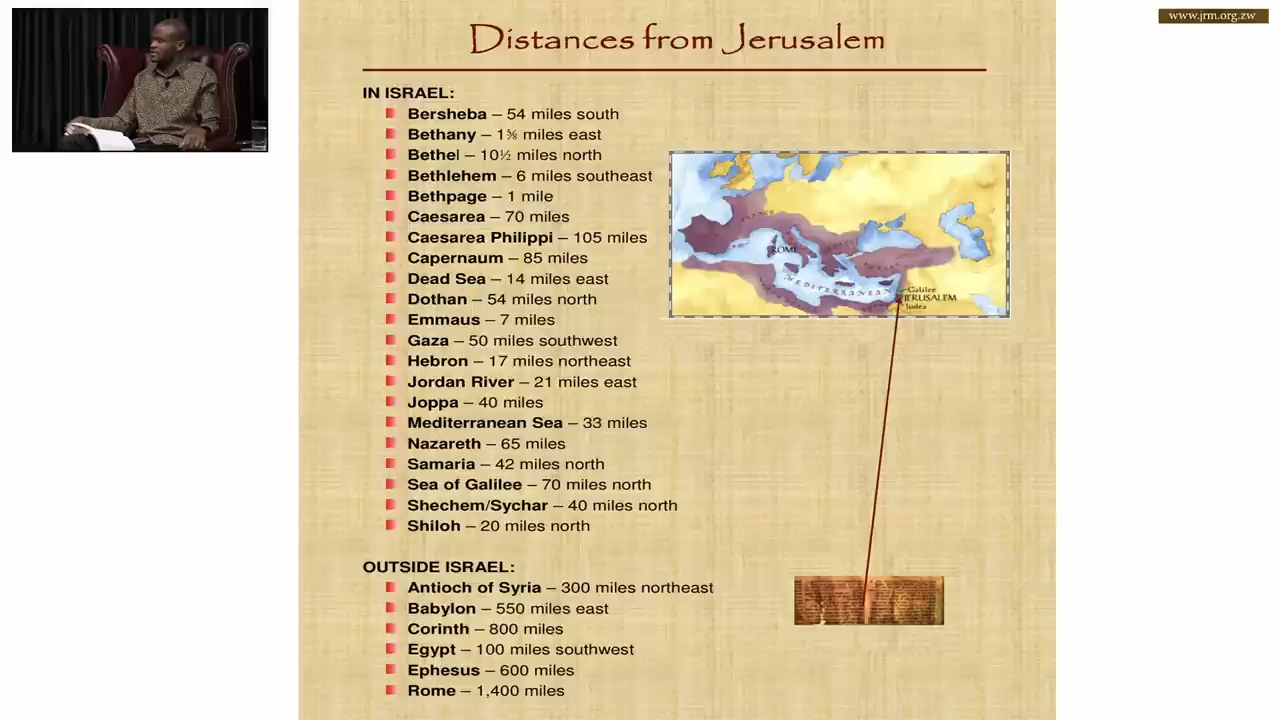 www.jrm.org.zw
Distances from Jerusalem
IN ISRAEL:
Bersheba – 54 miles south
Bethany – 1⅝ miles east
Bethel – 10½ miles north
Bethlehem – 6 miles southeast
Bethpage – 1 mile
Caesarea – 70 miles
Caesarea Philippi – 105 miles
Capernaum – 85 miles
Dead Sea – 14 miles east
Dothan – 54 miles north
Emmaus – 7 miles
Gaza – 50 miles southwest
Hebron – 17 miles northeast
Jordan River – 21 miles east
Joppa – 40 miles
Mediterranean Sea – 33 miles
Nazareth – 65 miles
Samaria – 42 miles north
Sea of Galilee – 70 miles north
Shechem/Sychar – 40 miles north
Shiloh – 20 miles north
OUTSIDE ISRAEL:
Antioch of Syria – 300 miles northeast
Babylon – 550 miles east
Corinth – 800 miles
Egypt – 100 miles southwest
Ephesus – 600 miles
Rome – 1,400 miles
ROME
MEDITERRANEAN
Galilee
JERUSALEM
Judea